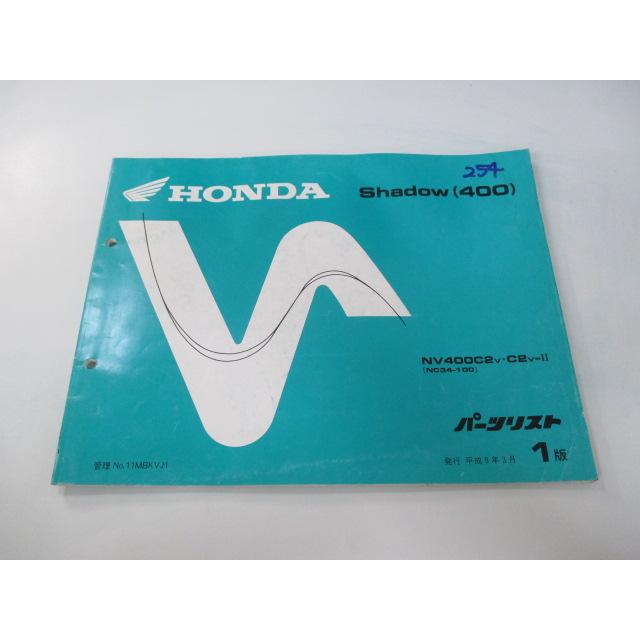 254
HONDA Shadow(400)
NV400C2V・C2V-II
(NC34-100)
パーツリスト
管理 No.11MBKVJ1 発行 平成9年3月 1版